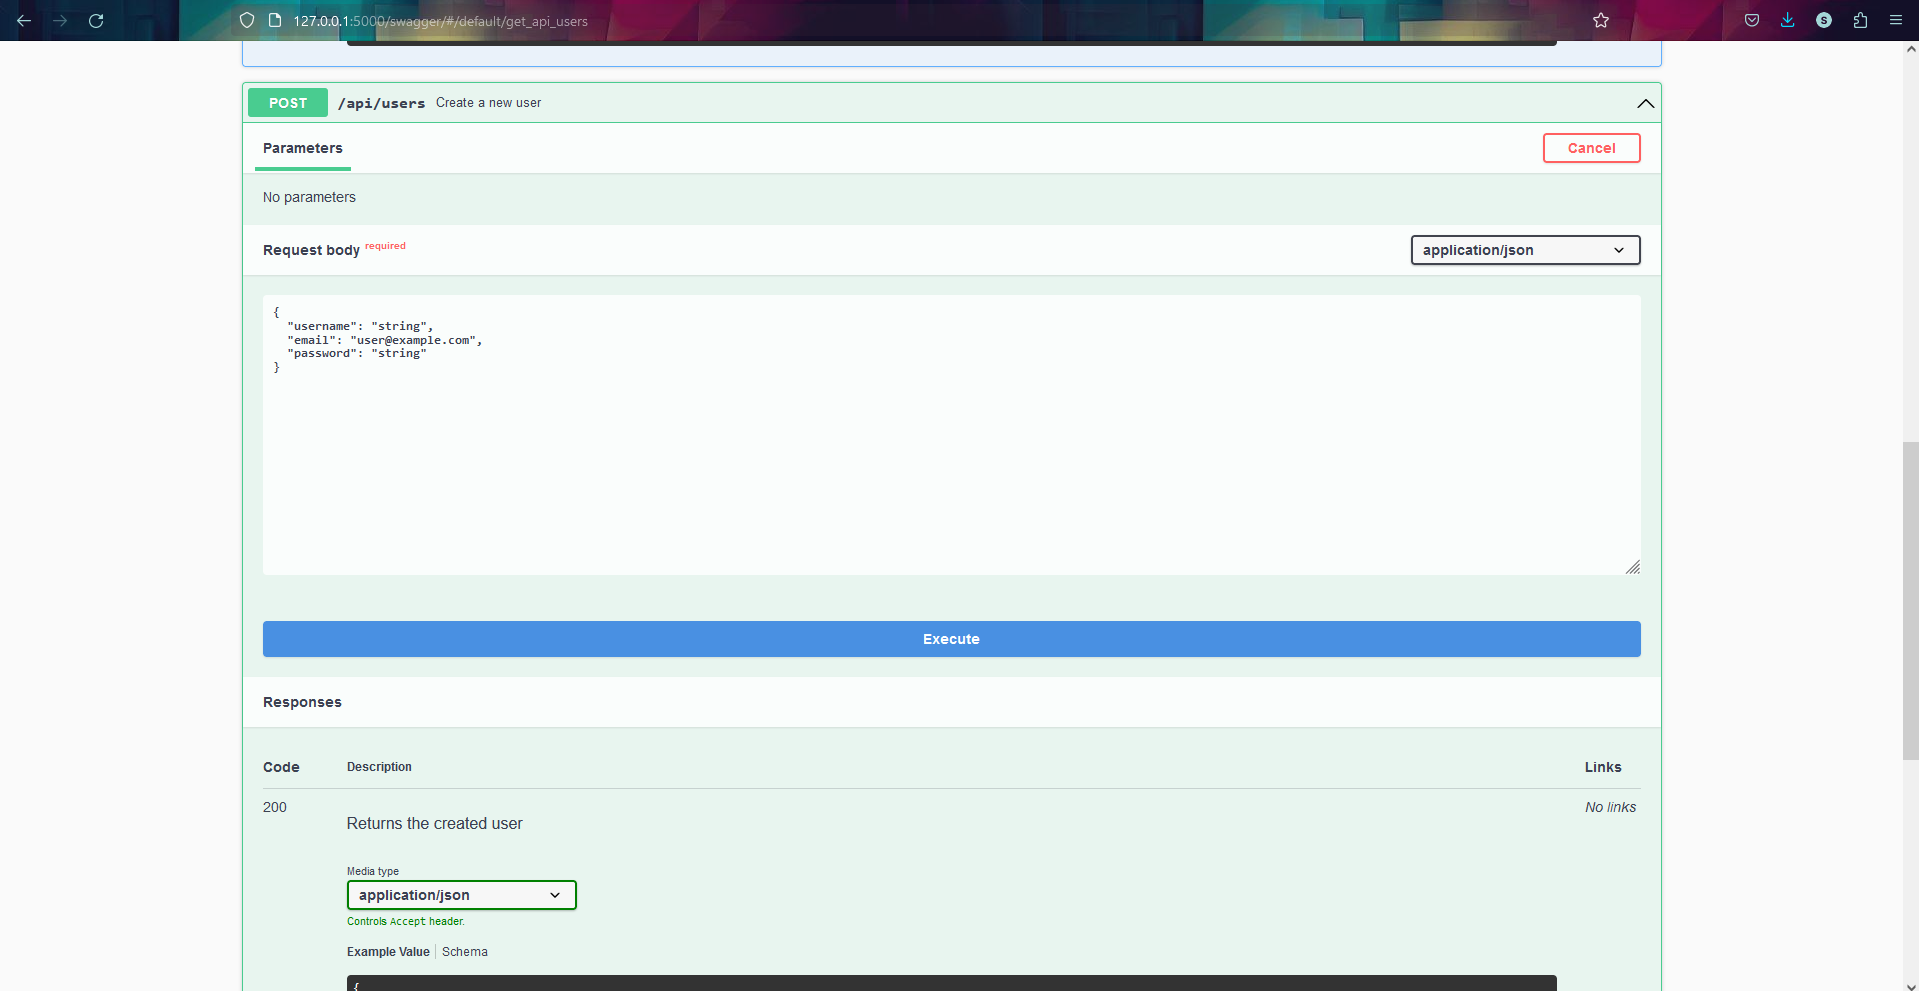 127.0.0.1:5000/swagger/#/default/get_api_users
S
POST /api/users Create a new user
Parameters
Cancel
No parameters
Request body required
application/json
{
  "username": "string",
  "email": "user@example.com",
  "password": "string"
}
Execute
Responses
Code Description Links
200 No links
Returns the created user
Media type
application/json
Controls Accept header.
Example Value Schema
{